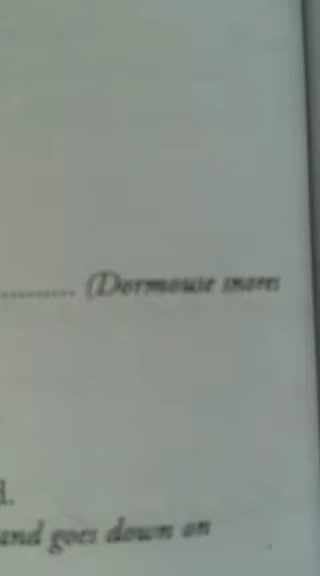 .......... (Dormouse snores
d.
and goes down on